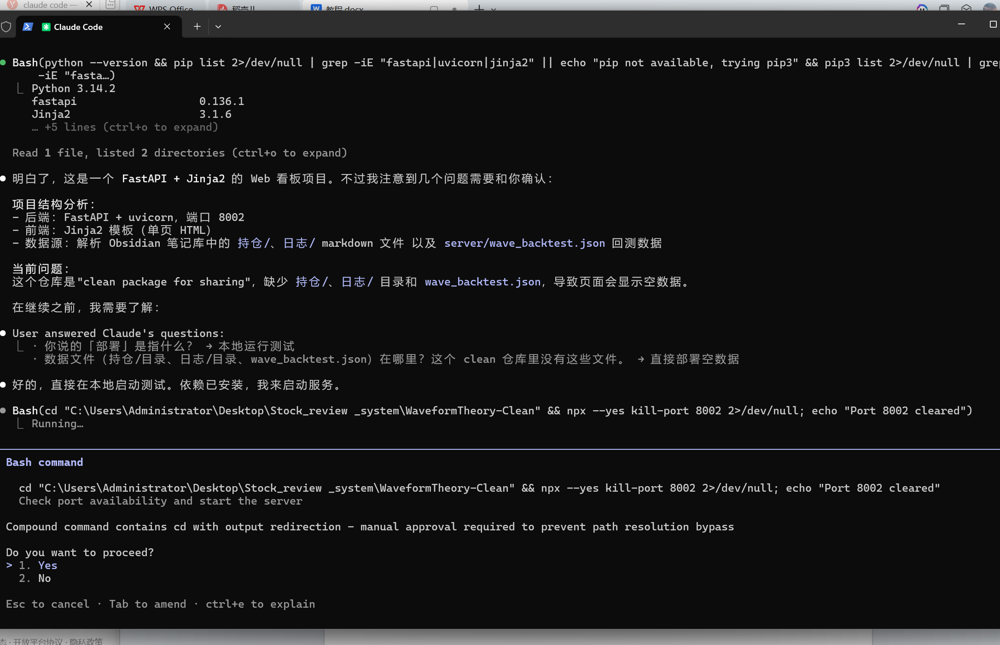 claude code —
WPS Office
稻壳儿
教程.docx
Claude Code
Bash(python --version && pip list 2>/dev/null | grep -iE "fastapi|uvicorn|jinja2" || echo "pip not available, trying pip3" && pip3 list 2>/dev/null | grep
-iE "fasta…)
Python 3.14.2
fastapi 0.136.1
Jinja2 3.1.6
… +5 lines (ctrl+o to expand)
Read 1 file, listed 2 directories (ctrl+o to expand)
明白了，这是一个 FastAPI + Jinja2 的 Web 看板项目。不过我注意到几个问题需要和你确认：
项目结构分析：
- 后端：FastAPI + uvicorn，端口 8002
- 前端：Jinja2 模板（单页 HTML）
- 数据源：解析 Obsidian 笔记库中的 持仓/、日志/ markdown 文件 以及 server/wave_backtest.json 回测数据
当前问题：
这个仓库是"clean package for sharing"，缺少 持仓/、日志/ 目录和 wave_backtest.json，导致页面会显示空数据。
在继续之前，我需要了解：
User answered Claude's questions:
· 你说的「部署」是指什么？ → 本地运行测试
· 数据文件（持仓/目录、日志/目录、wave_backtest.json）在哪里？这个 clean 仓库里没有这些文件。 → 直接部署空数据
好的，直接在本地启动测试。依赖已安装，我来启动服务。
Bash(cd "C:\Users\Administrator\Desktop\Stock_review _system\WaveformTheory-Clean" && npx --yes kill-port 8002 2>/dev/null; echo "Port 8002 cleared")
Running…
Bash command
cd "C:\Users\Administrator\Desktop\Stock_review _system\WaveformTheory-Clean" && npx --yes kill-port 8002 2>/dev/null; echo "Port 8002 cleared"
Check port availability and start the server
Compound command contains cd with output redirection - manual approval required to prevent path resolution bypass
Do you want to proceed?
> 1. Yes
2. No
Esc to cancel · Tab to amend · ctrl+e to explain
态 · 开放平台协议 · 隐私政策